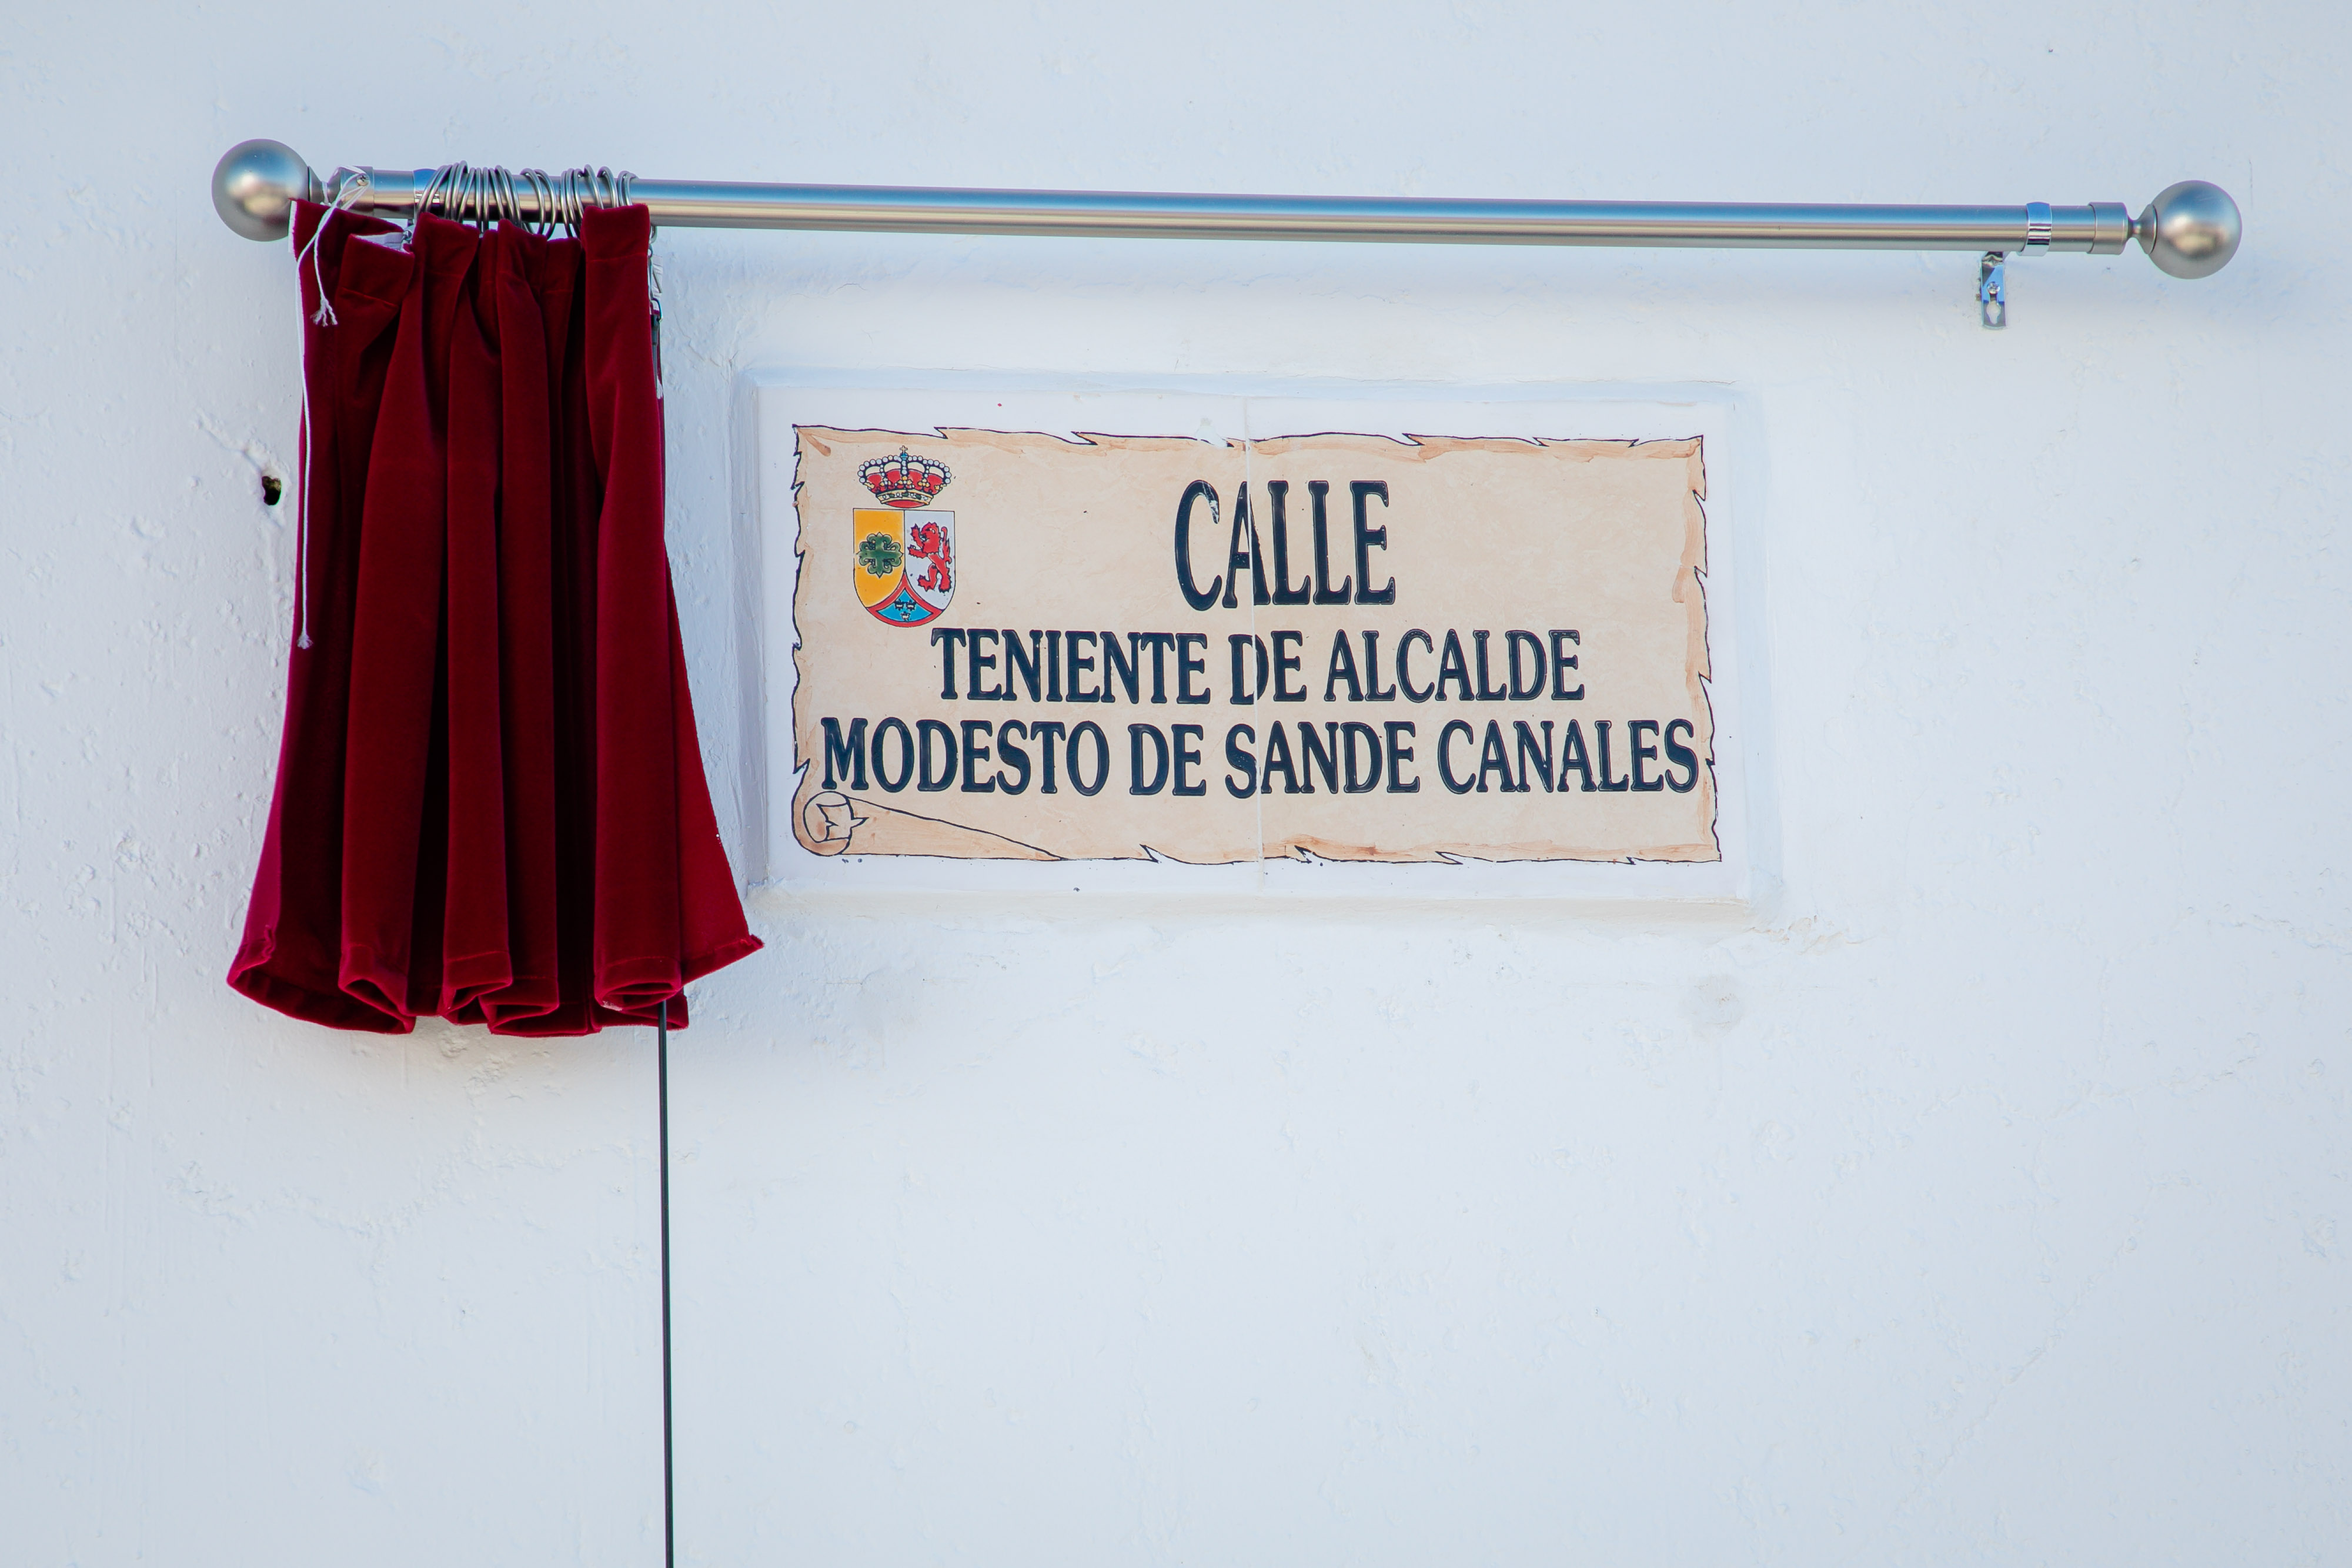 CALLE
TENIENTE DE ALCALDE
MODESTO DE SANDE CANALES